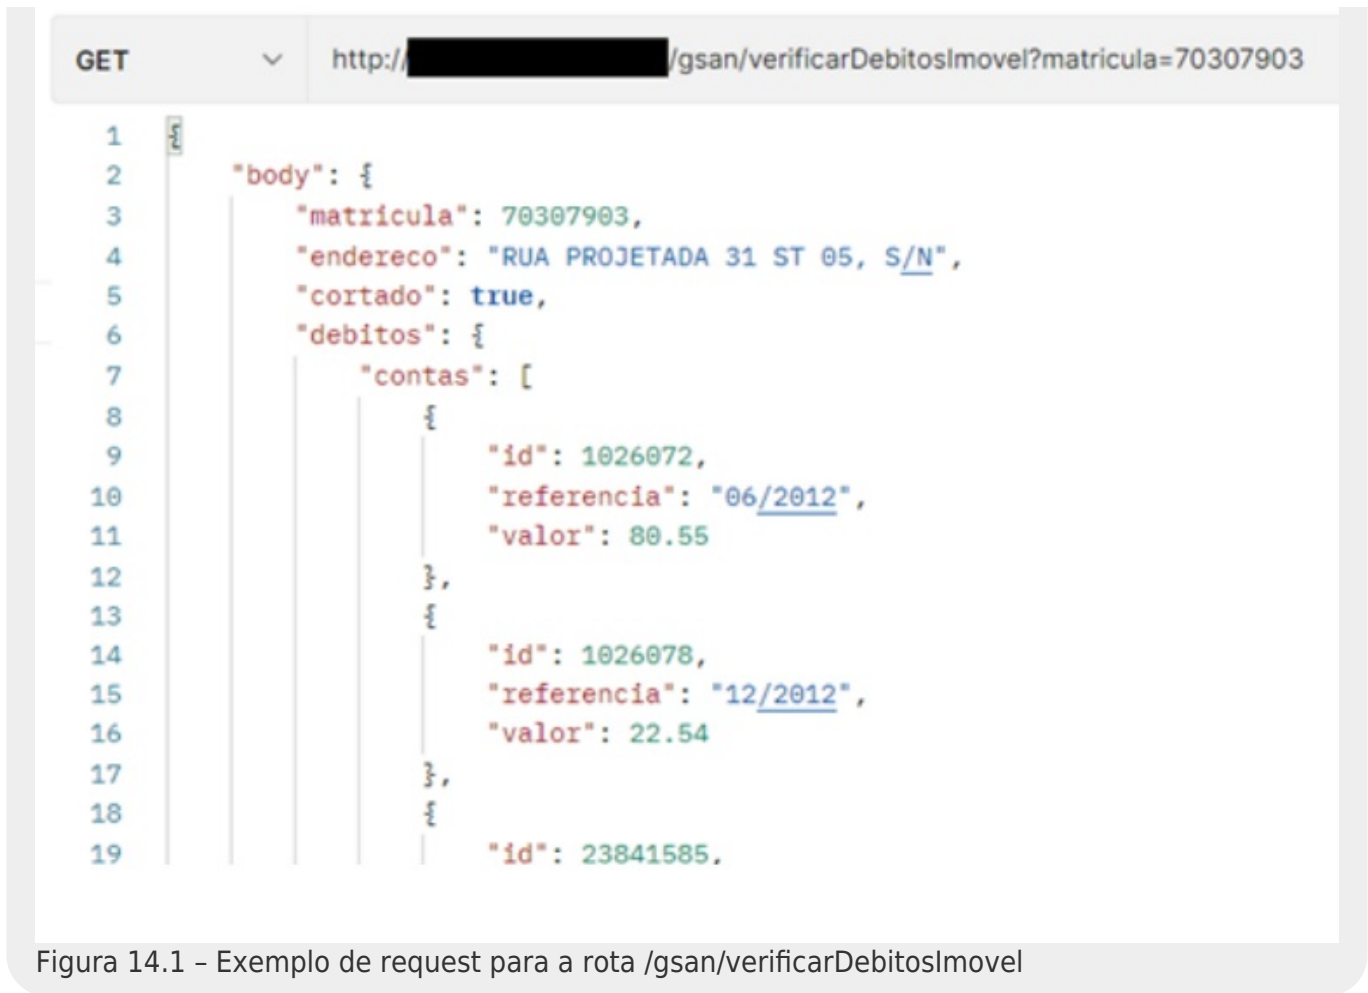 GET http:// /gsan/verificarDebitosImovel?matricula=70307903
1 {
2 "body": {
3 "matricula": 70307903,
4 "endereco": "RUA PROJETADA 31 ST 05, S/N",
5 "cortado": true,
6 "debitos": {
7 "contas": [
8 {
9 "id": 1026072,
10 "referencia": "06/2012",
11 "valor": 80.55
12 },
13 {
14 "id": 1026078,
15 "referencia": "12/2012",
16 "valor": 22.54
17 },
18 {
19 "id": 23841585,
Figura 14.1 – Exemplo de request para a rota /gsan/verificarDebitosImovel